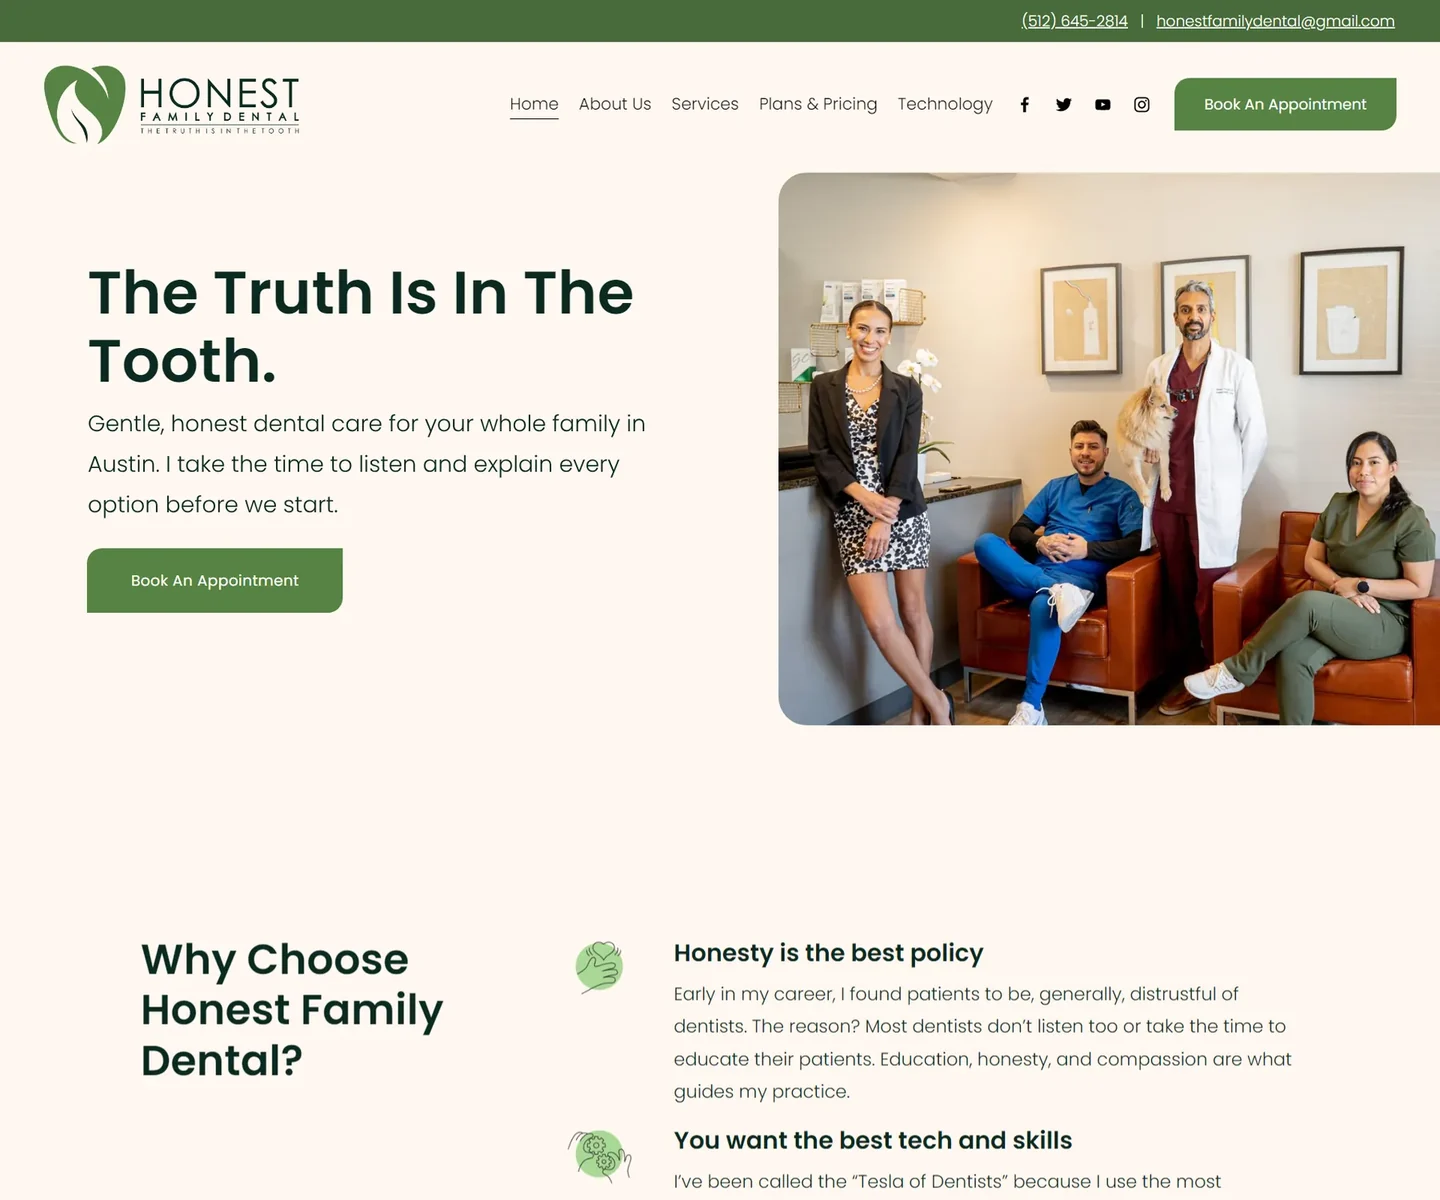 (512) 645-2814 | honestfamilydental@gmail.com
HONEST
FAMILY DENTAL
THE TRUTH IS IN THE TOOTH
Home About Us Services Plans & Pricing Technology Book An Appointment
The Truth Is In The
Tooth.
Gentle, honest dental care for your whole family in
Austin. I take the time to listen and explain every
option before we start.
Book An Appointment
Why Choose
Honest Family
Dental?
Honesty is the best policy
Early in my career, I found patients to be, generally, distrustful of
dentists. The reason? Most dentists don’t listen too or take the time to
educate their patients. Education, honesty, and compassion are what
guides my practice.
You want the best tech and skills
I’ve been called the “Tesla of Dentists” because I use the most